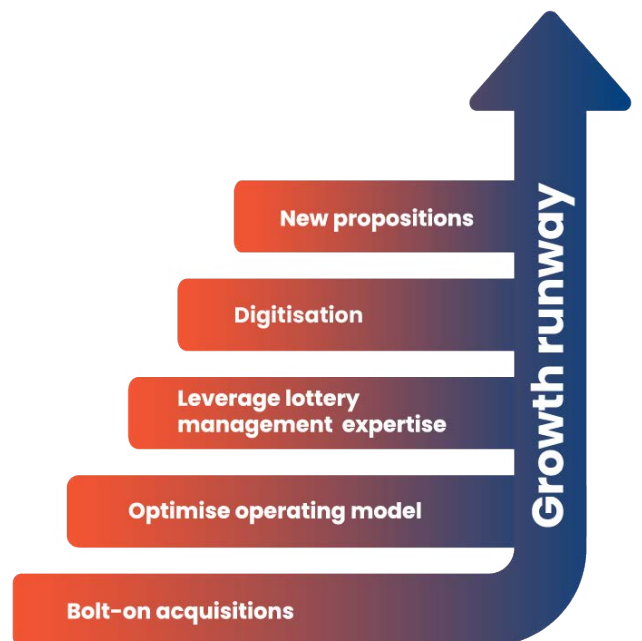 New propositions
Digitisation
Leverage lottery
management expertise
Optimise operating model
Bolt-on acquisitions
Growth runway